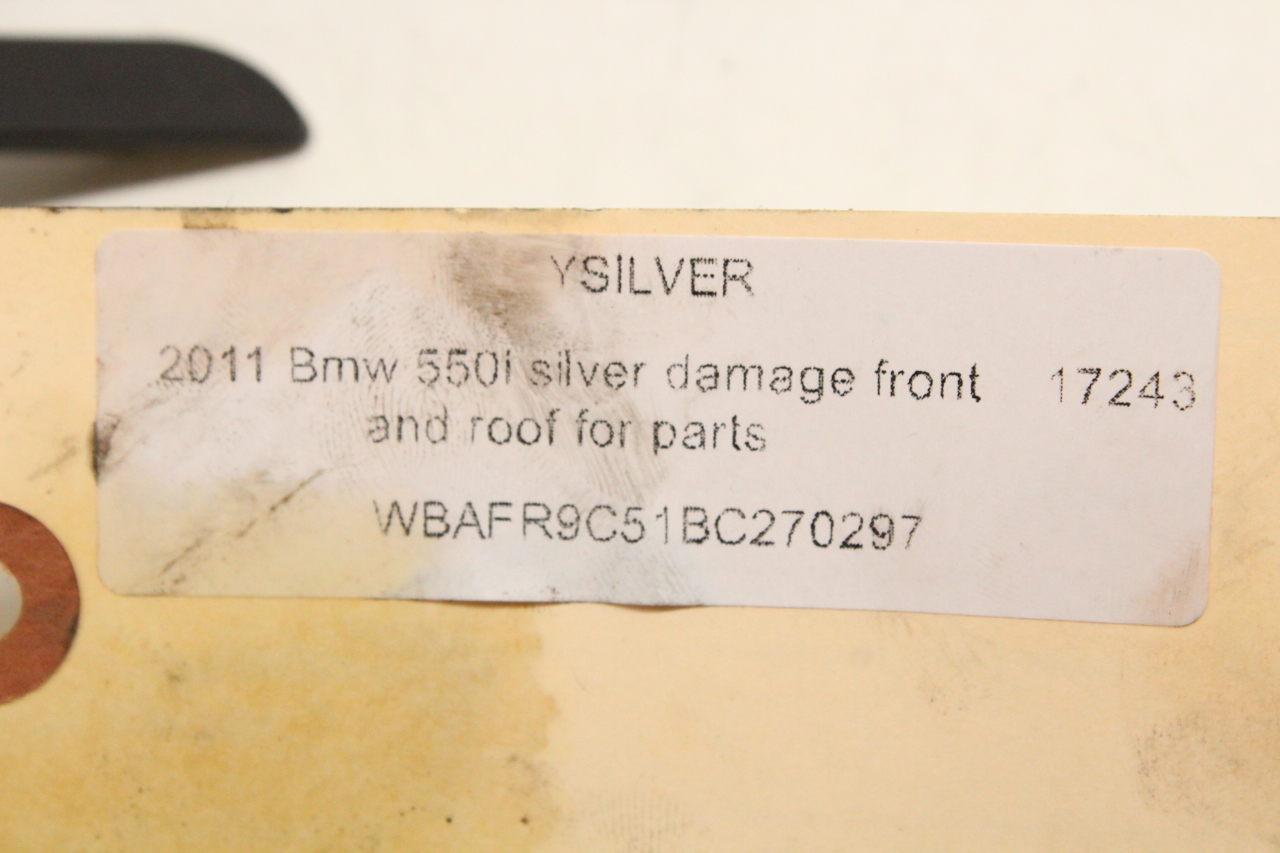 YSILVER
2011 Bmw 550i silver damage front 17243
and roof for parts
WBAFR9C51BC270297